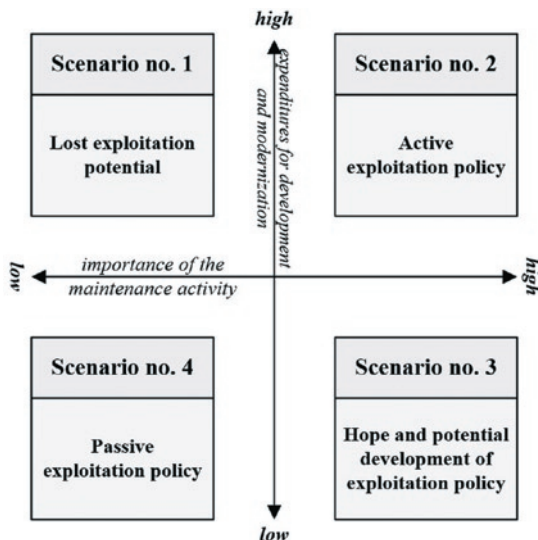 high
Scenario no. 1
Lost exploitation
potential
expenditures for development
and modernization
Scenario no. 2
Active
exploitation policy
low
importance of the
maintenance activity
high
Scenario no. 4
Passive
exploitation policy
Scenario no. 3
Hope and potential
development of
exploitation policy
low